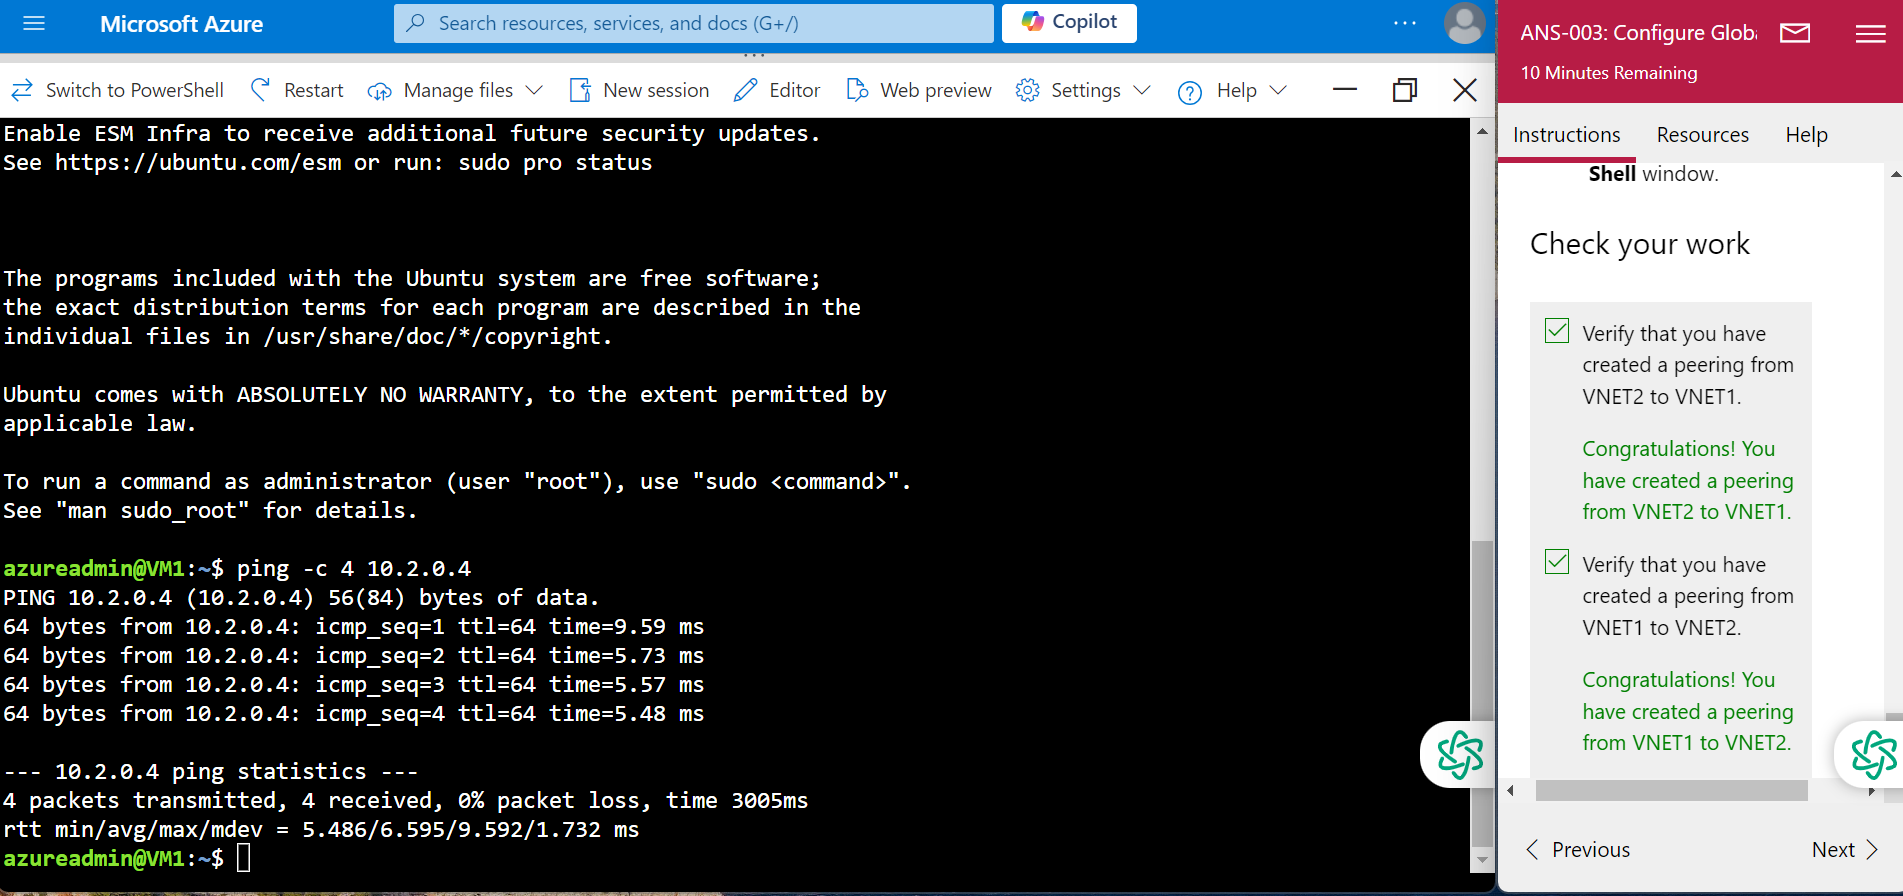 Microsoft Azure
Search resources, services, and docs (G+/)
Copilot
Switch to PowerShell
Restart
Manage files
New session
Editor
Web preview
Settings
Help
Enable ESM Infra to receive additional future security updates.
See https://ubuntu.com/esm or run: sudo pro status
The programs included with the Ubuntu system are free software;
the exact distribution terms for each program are described in the
individual files in /usr/share/doc/*/copyright.
Ubuntu comes with ABSOLUTELY NO WARRANTY, to the extent permitted by
applicable law.
To run a command as administrator (user "root"), use "sudo <command>".
See "man sudo_root" for details.
azureadmin@VM1:~$ ping -c 4 10.2.0.4
PING 10.2.0.4 (10.2.0.4) 56(84) bytes of data.
64 bytes from 10.2.0.4: icmp_seq=1 ttl=64 time=9.59 ms
64 bytes from 10.2.0.4: icmp_seq=2 ttl=64 time=5.73 ms
64 bytes from 10.2.0.4: icmp_seq=3 ttl=64 time=5.57 ms
64 bytes from 10.2.0.4: icmp_seq=4 ttl=64 time=5.48 ms
--- 10.2.0.4 ping statistics ---
4 packets transmitted, 4 received, 0% packet loss, time 3005ms
rtt min/avg/max/mdev = 5.486/6.595/9.592/1.732 ms
azureadmin@VM1:~$
ANS-003: Configure Globa
10 Minutes Remaining
Instructions
Resources
Help
Shell window.
Check your work
Verify that you have
created a peering from
VNET2 to VNET1.
Congratulations! You
have created a peering
from VNET2 to VNET1.
Verify that you have
created a peering from
VNET1 to VNET2.
Congratulations! You
have created a peering
from VNET1 to VNET2.
Previous
Next